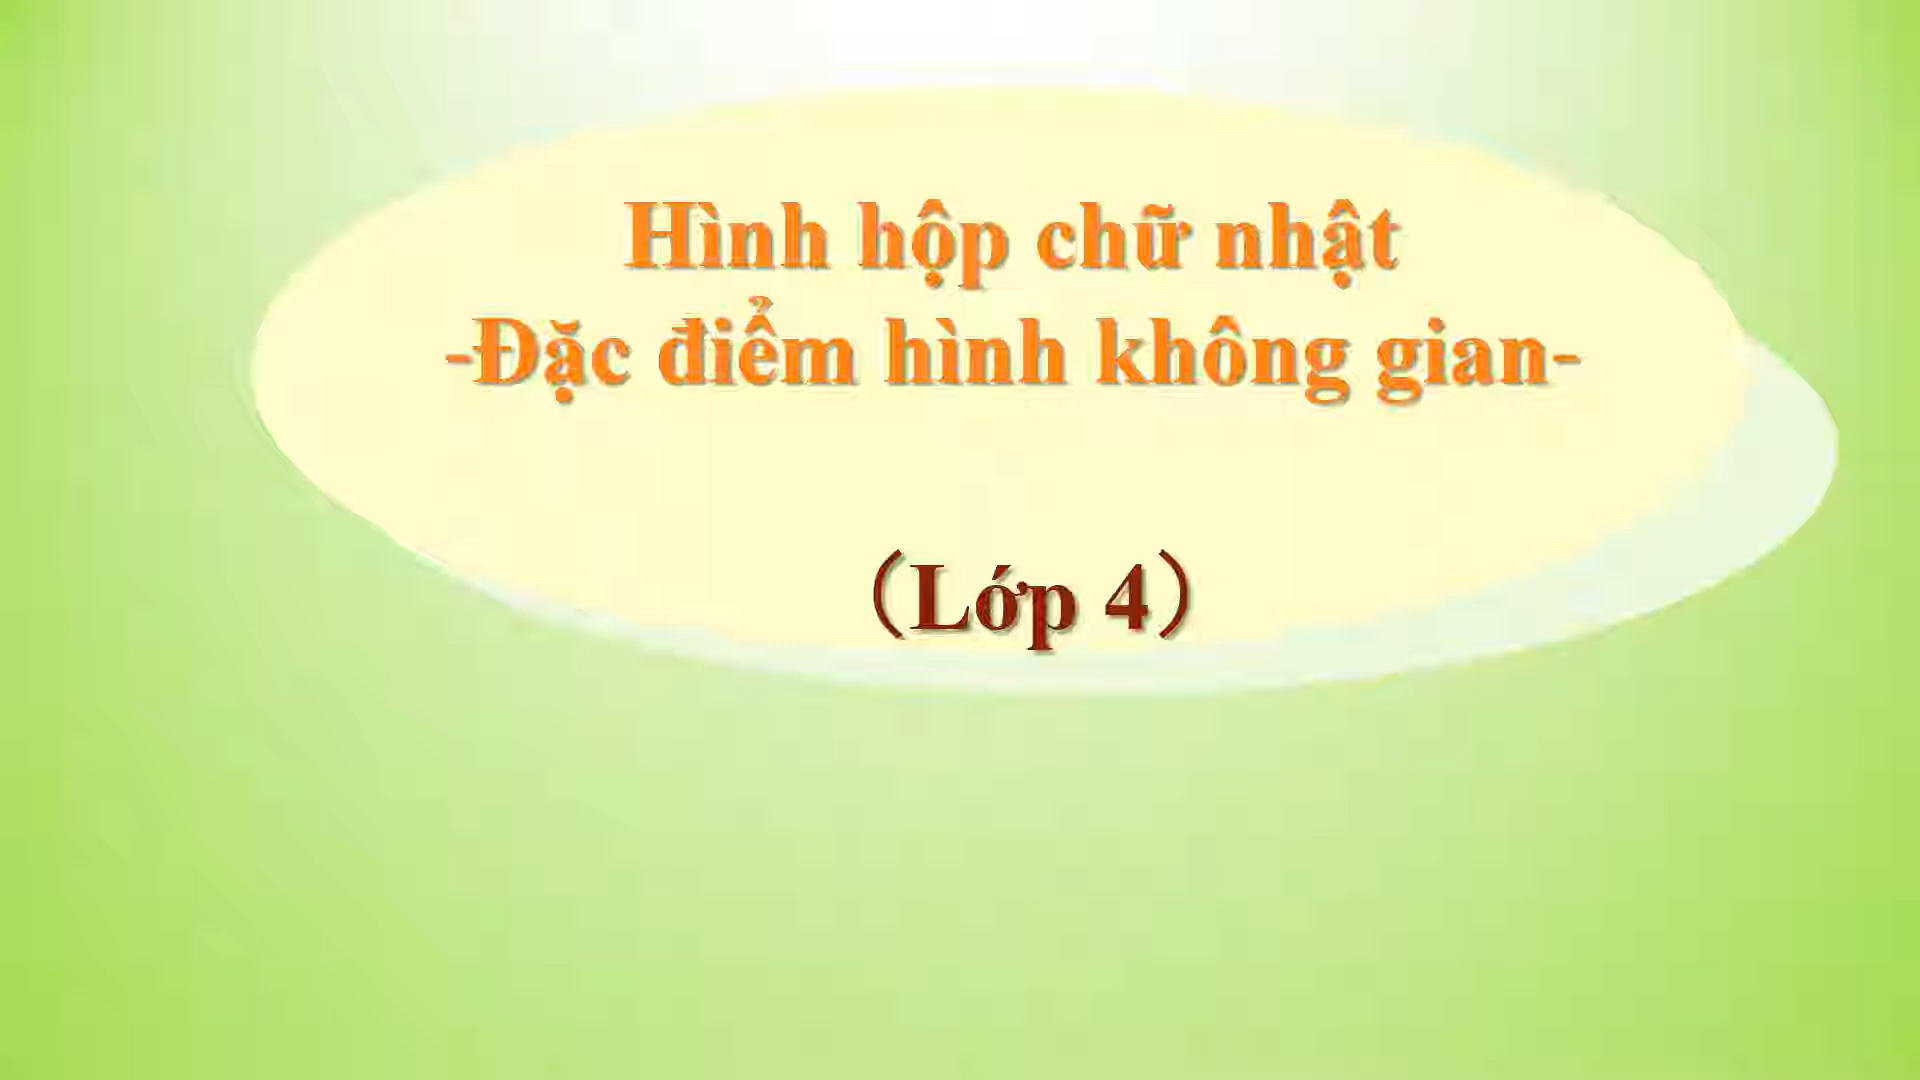 Hình hộp chữ nhật
-Đặc điểm hình không gian-
（Lớp 4）